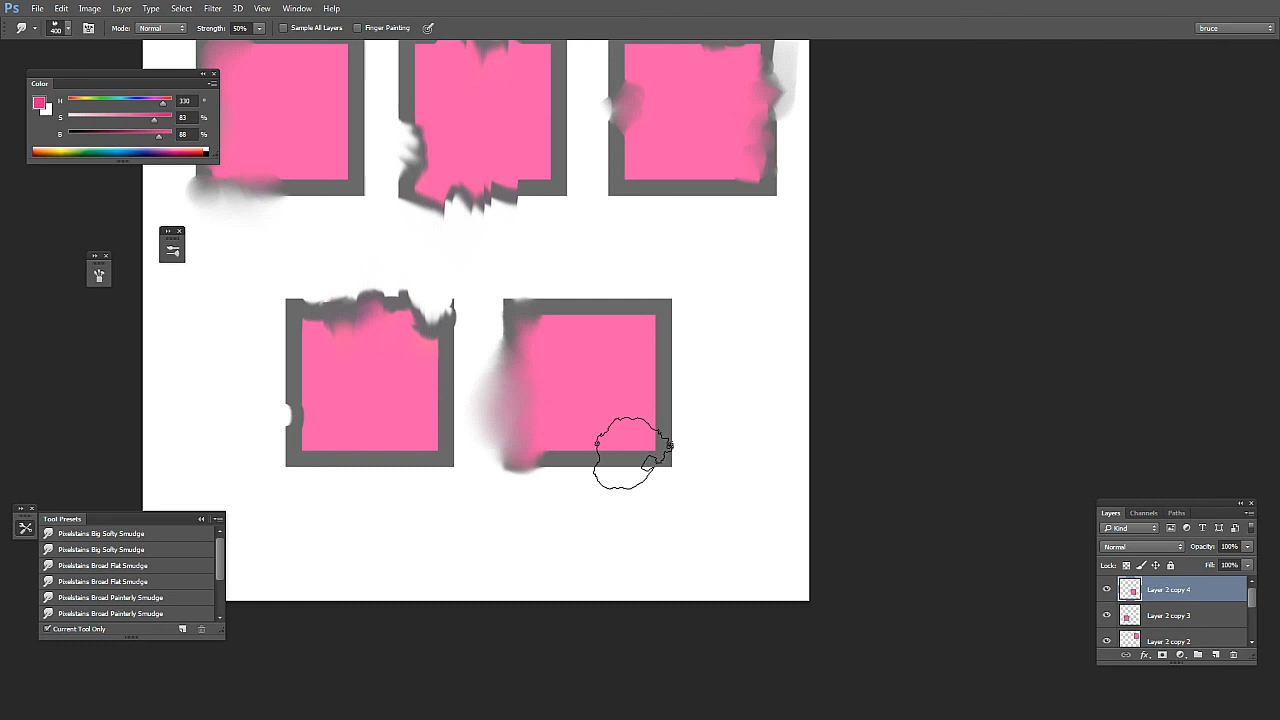 Ps File Edit Image Layer Type Select Filter 3D View Window Help
400 Mode: Normal Strength: 50% Sample All Layers Finger Painting bruce
Color
H 330 °
S 83 %
B 88 %
Tool Presets
Pixelstains Big Softy Smudge
Pixelstains Big Softy Smudge
Pixelstains Broad Flat Smudge
Pixelstains Broad Flat Smudge
Pixelstains Broad Painterly Smudge
Pixelstains Broad Painterly Smudge
Current Tool Only
Layers Channels Paths
Kind
Normal Opacity: 100%
Lock: Fill: 100%
Layer 2 copy 4
Layer 2 copy 3
Layer 2 copy 2
fx